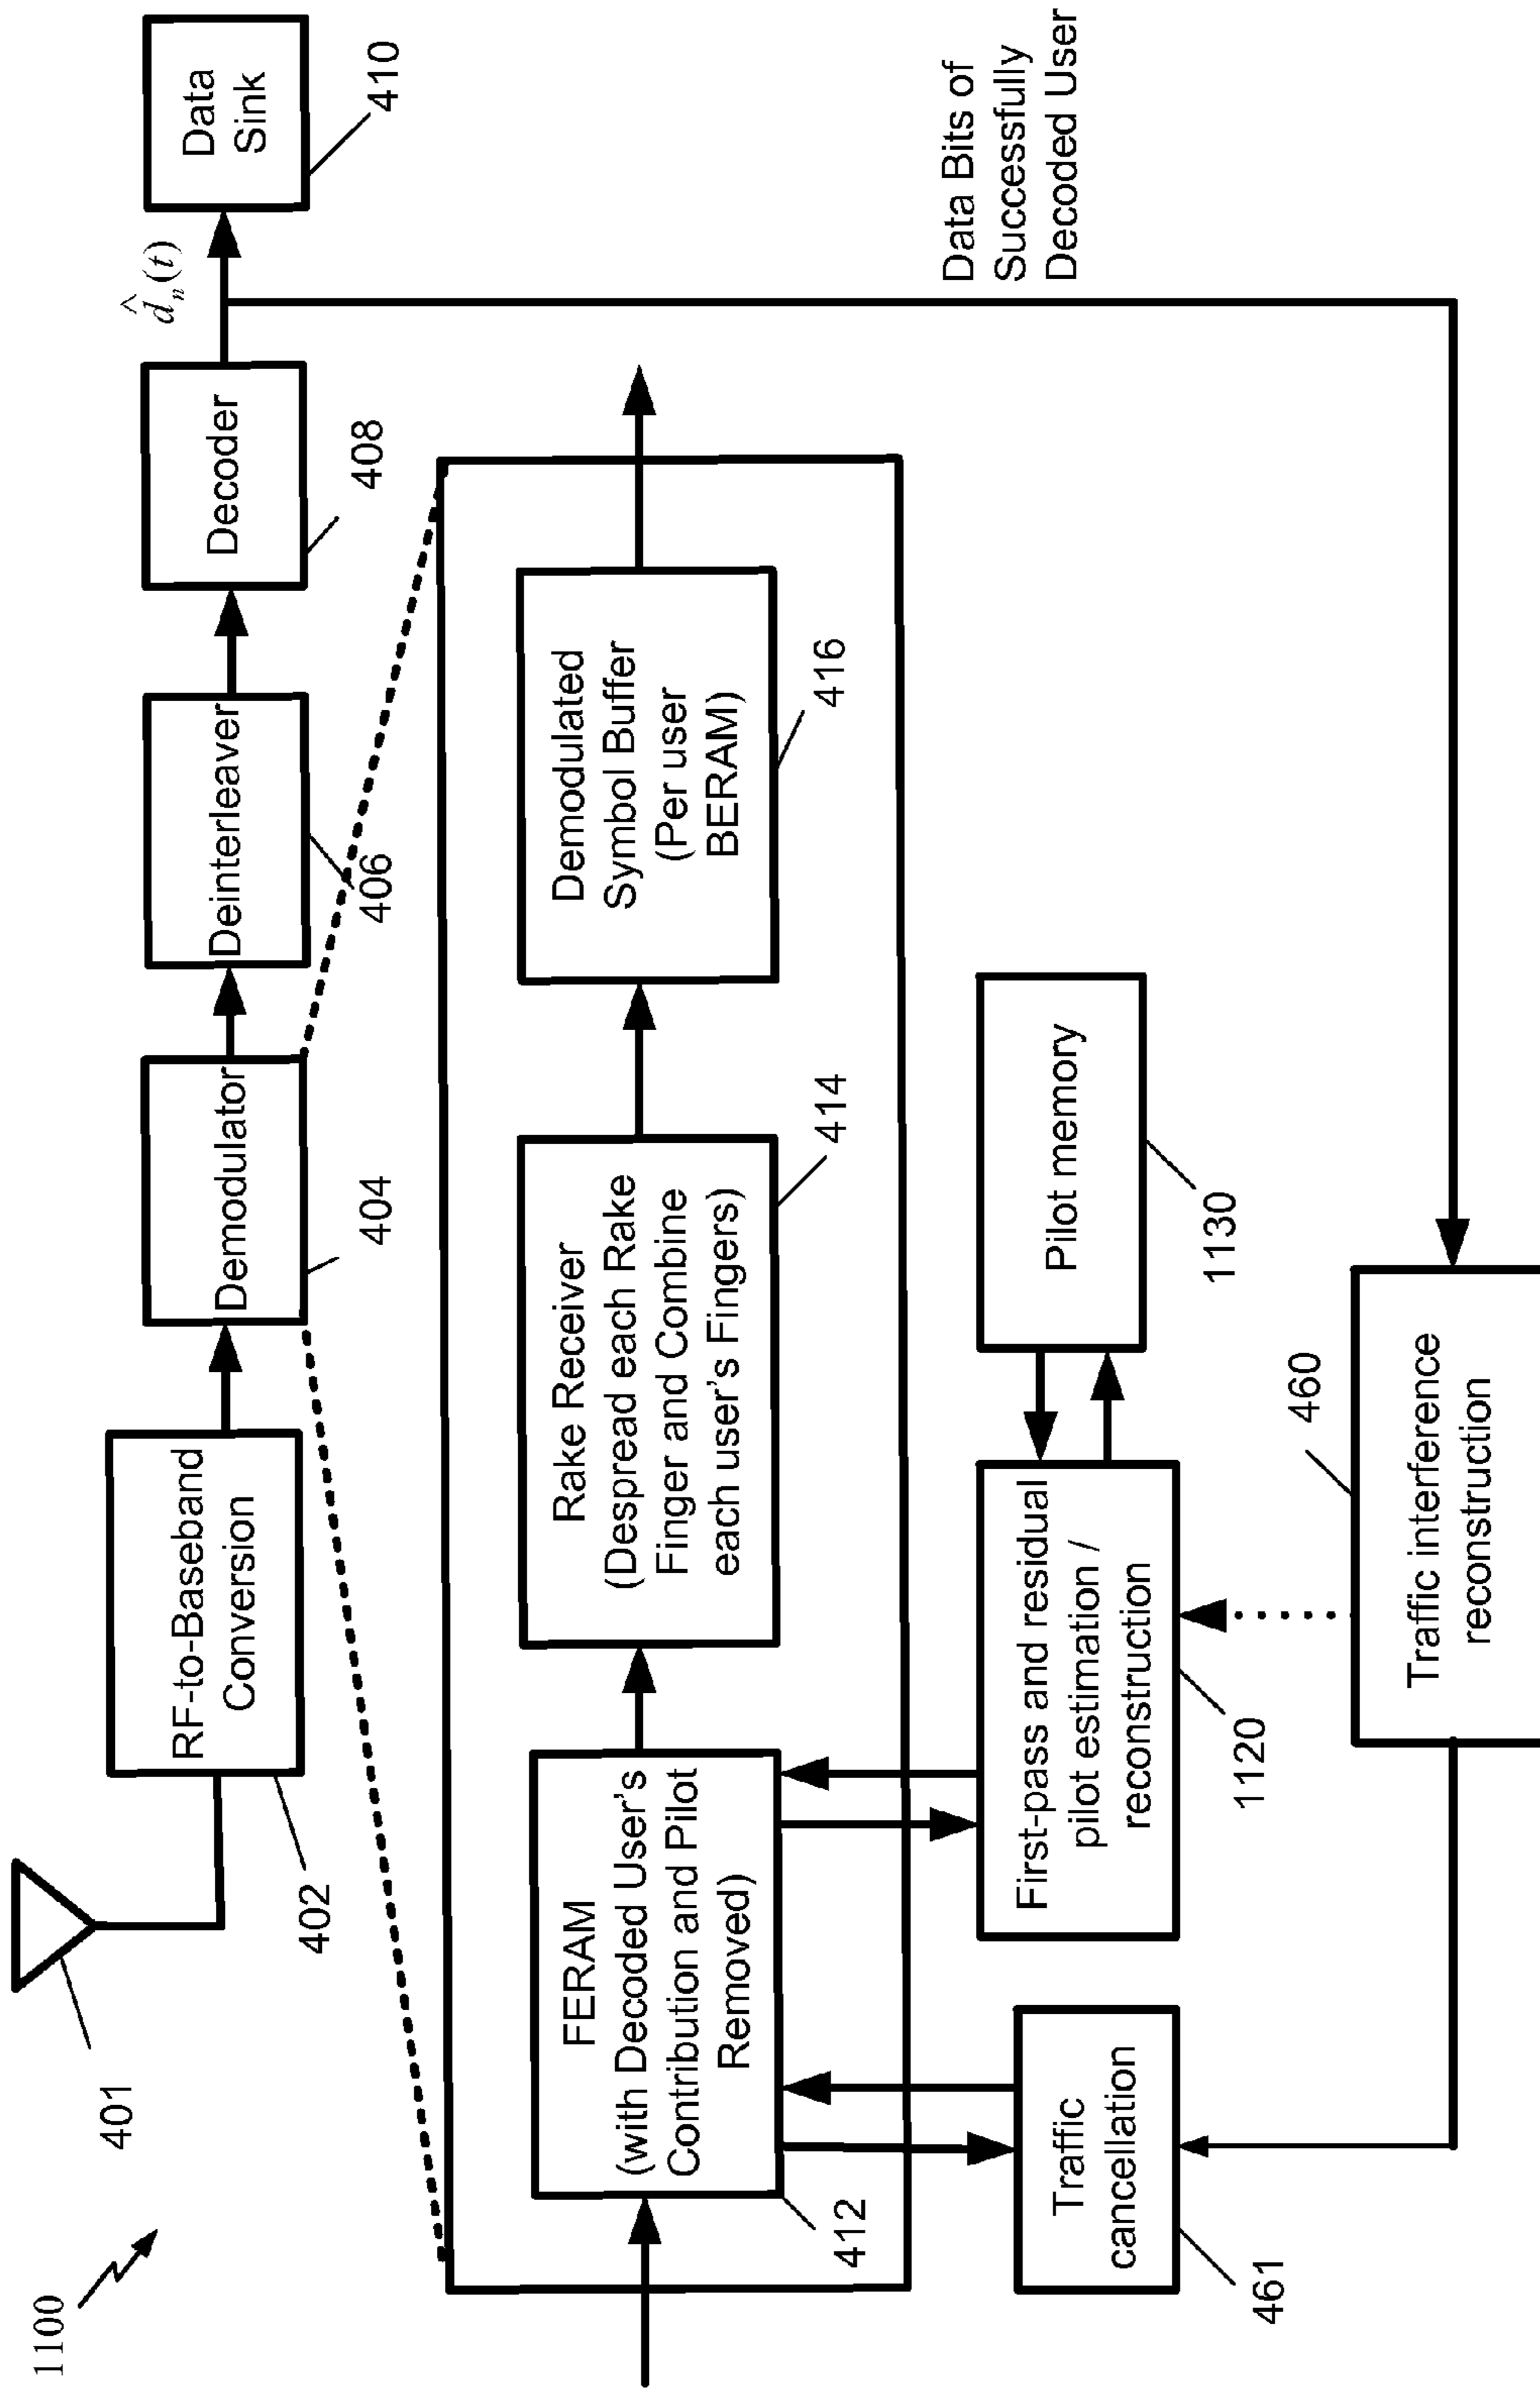 1100
401
RF-to-Baseband
Conversion
402
Demodulator
404
Deinterleaver
406
Decoder
408
^
d_n(t)
Data
Sink
410
FERAM
(with Decoded User's
Contribution and Pilot
Removed)
412
Rake Receiver
(Despread each Rake
Finger and Combine
each user's Fingers)
414
Demodulated
Symbol Buffer
(Per user
BERAM)
416
Data Bits of
Successfully
Decoded User
Traffic
cancellation
461
First-pass and residual
pilot estimation /
reconstruction
1120
Pilot memory
1130
Traffic interference
reconstruction
460